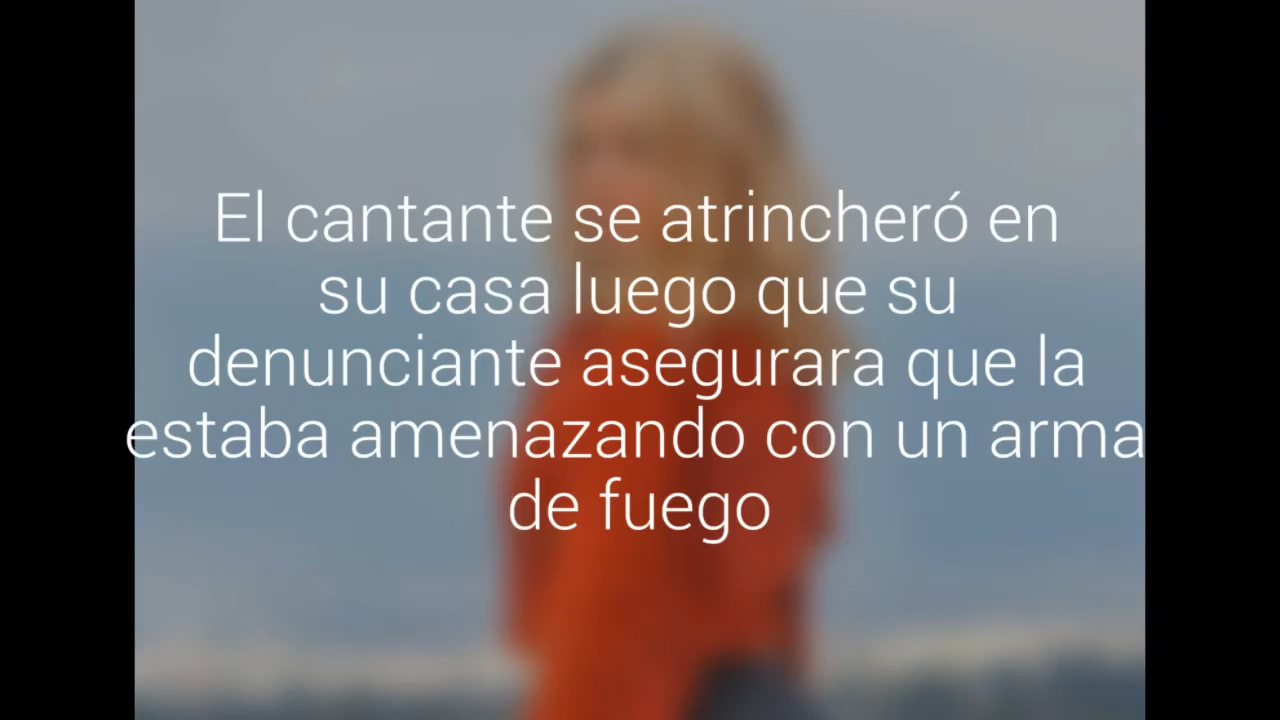 El cantante se atrincheró en
su casa luego que su
denunciante asegurara que la
estaba amenazando con un arma
de fuego